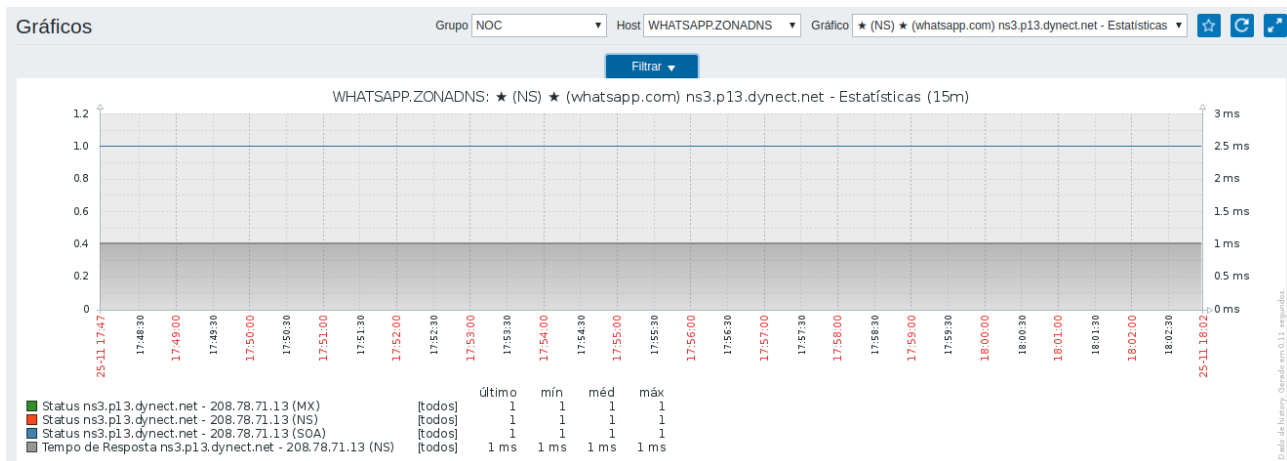 Gráficos
Grupo NOC Host WHATSAPP.ZONADNS Gráfico ★ (NS) ★ (whatsapp.com) ns3.p13.dynect.net - Estatísticas
Filtrar
WHATSAPP.ZONADNS: ★ (NS) ★ (whatsapp.com) ns3.p13.dynect.net - Estatísticas (15m)
1.2 3 ms
1.0 2.5 ms
0.8 2 ms
0.6 1.5 ms
0.4 1 ms
0.2 0.5 ms
0 0 ms
25-11 17:47 17:48:30 17:49:00 17:49:30 17:50:00 17:50:30 17:51:00 17:51:30 17:52:00 17:52:30 17:53:00 17:53:30 17:54:00 17:54:30 17:55:00 17:55:30 17:56:00 17:56:30 17:57:00 17:57:30 17:58:00 17:58:30 17:59:00 17:59:30 18:00:00 18:00:30 18:01:00 18:01:30 18:02:00 18:02:30 25-11 18:02
último mín méd máx
Status ns3.p13.dynect.net - 208.78.71.13 (MX) [todos] 1 1 1 1
Status ns3.p13.dynect.net - 208.78.71.13 (NS) [todos] 1 1 1 1
Status ns3.p13.dynect.net - 208.78.71.13 (SOA) [todos] 1 1 1 1
Tempo de Resposta ns3.p13.dynect.net - 208.78.71.13 (NS) [todos] 1 ms 1 ms 1 ms 1 ms
Dado de history. Gerado em 0.11 segundos.